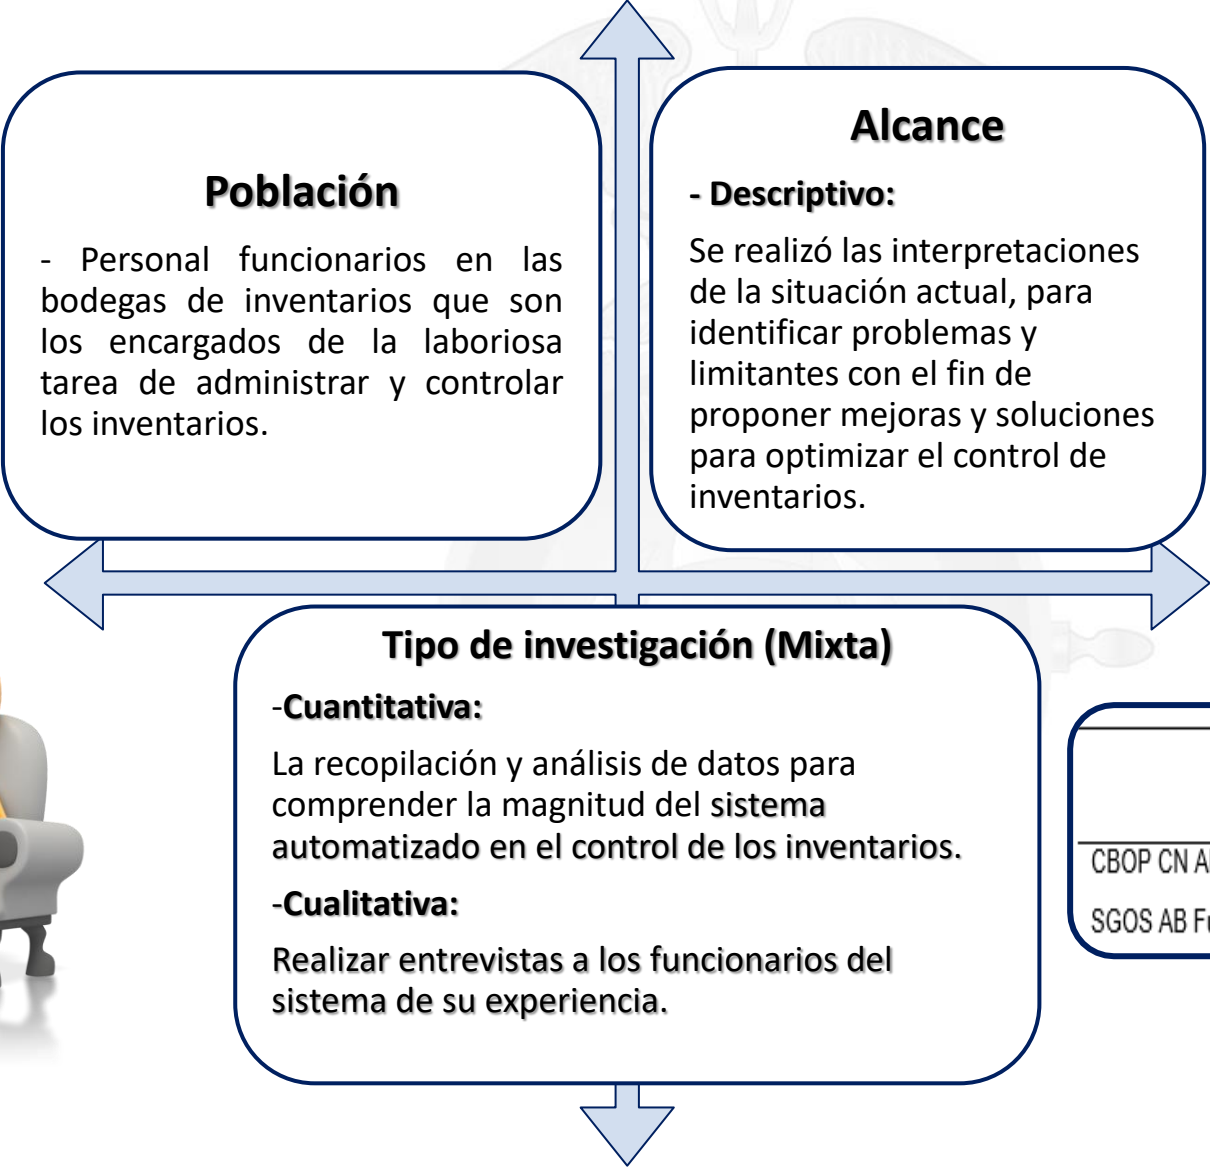 Población
- Personal funcionarios en las
bodegas de inventarios que son
los encargados de la laboriosa
tarea de administrar y controlar
los inventarios.
Alcance
- Descriptivo:
Se realizó las interpretaciones
de la situación actual, para
identificar problemas y
limitantes con el fin de
proponer mejoras y soluciones
para optimizar el control de
inventarios.
Tipo de investigación (Mixta)
-Cuantitativa:
La recopilación y análisis de datos para
comprender la magnitud del sistema
automatizado en el control de los inventarios.
-Cualitativa:
Realizar entrevistas a los funcionarios del
sistema de su experiencia.
CBOP CN
SGOS AB